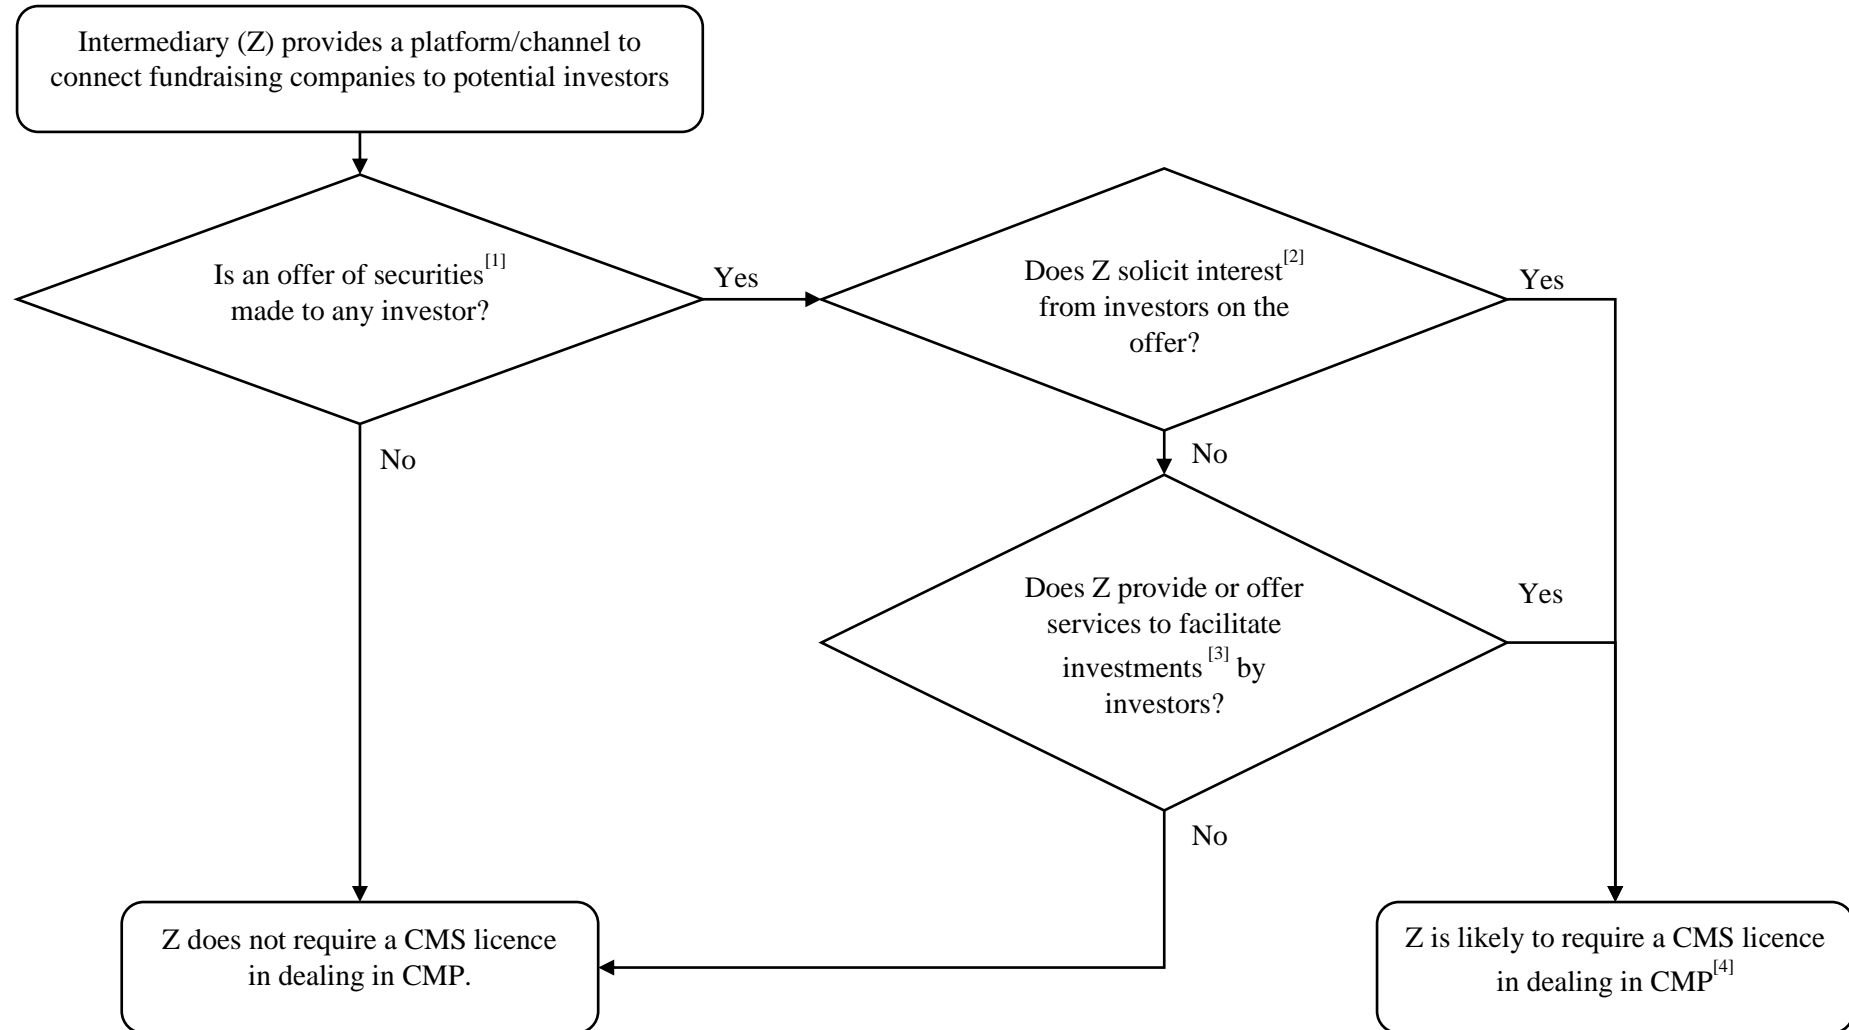 Intermediary (Z) provides a platform/channel to
connect fundraising companies to potential investors
Is an offer of securities[1]
made to any investor?
Yes
Does Z solicit interest[2]
from investors on the
offer?
Yes
No
No
Does Z provide or offer
services to facilitate
investments [3] by
investors?
Yes
No
Z does not require a CMS licence
in dealing in CMP.
Z is likely to require a CMS licence
in dealing in CMP[4]